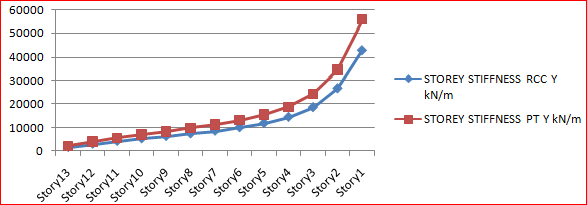 60000
50000
40000
30000
20000
10000
0
Story13
Story12
Story11
Story10
Story9
Story8
Story7
Story6
Story5
Story4
Story3
Story2
Story1
STOREY STIFFNESS RCC Y
kN/m
STOREY STIFFNESS PT Y kN/m